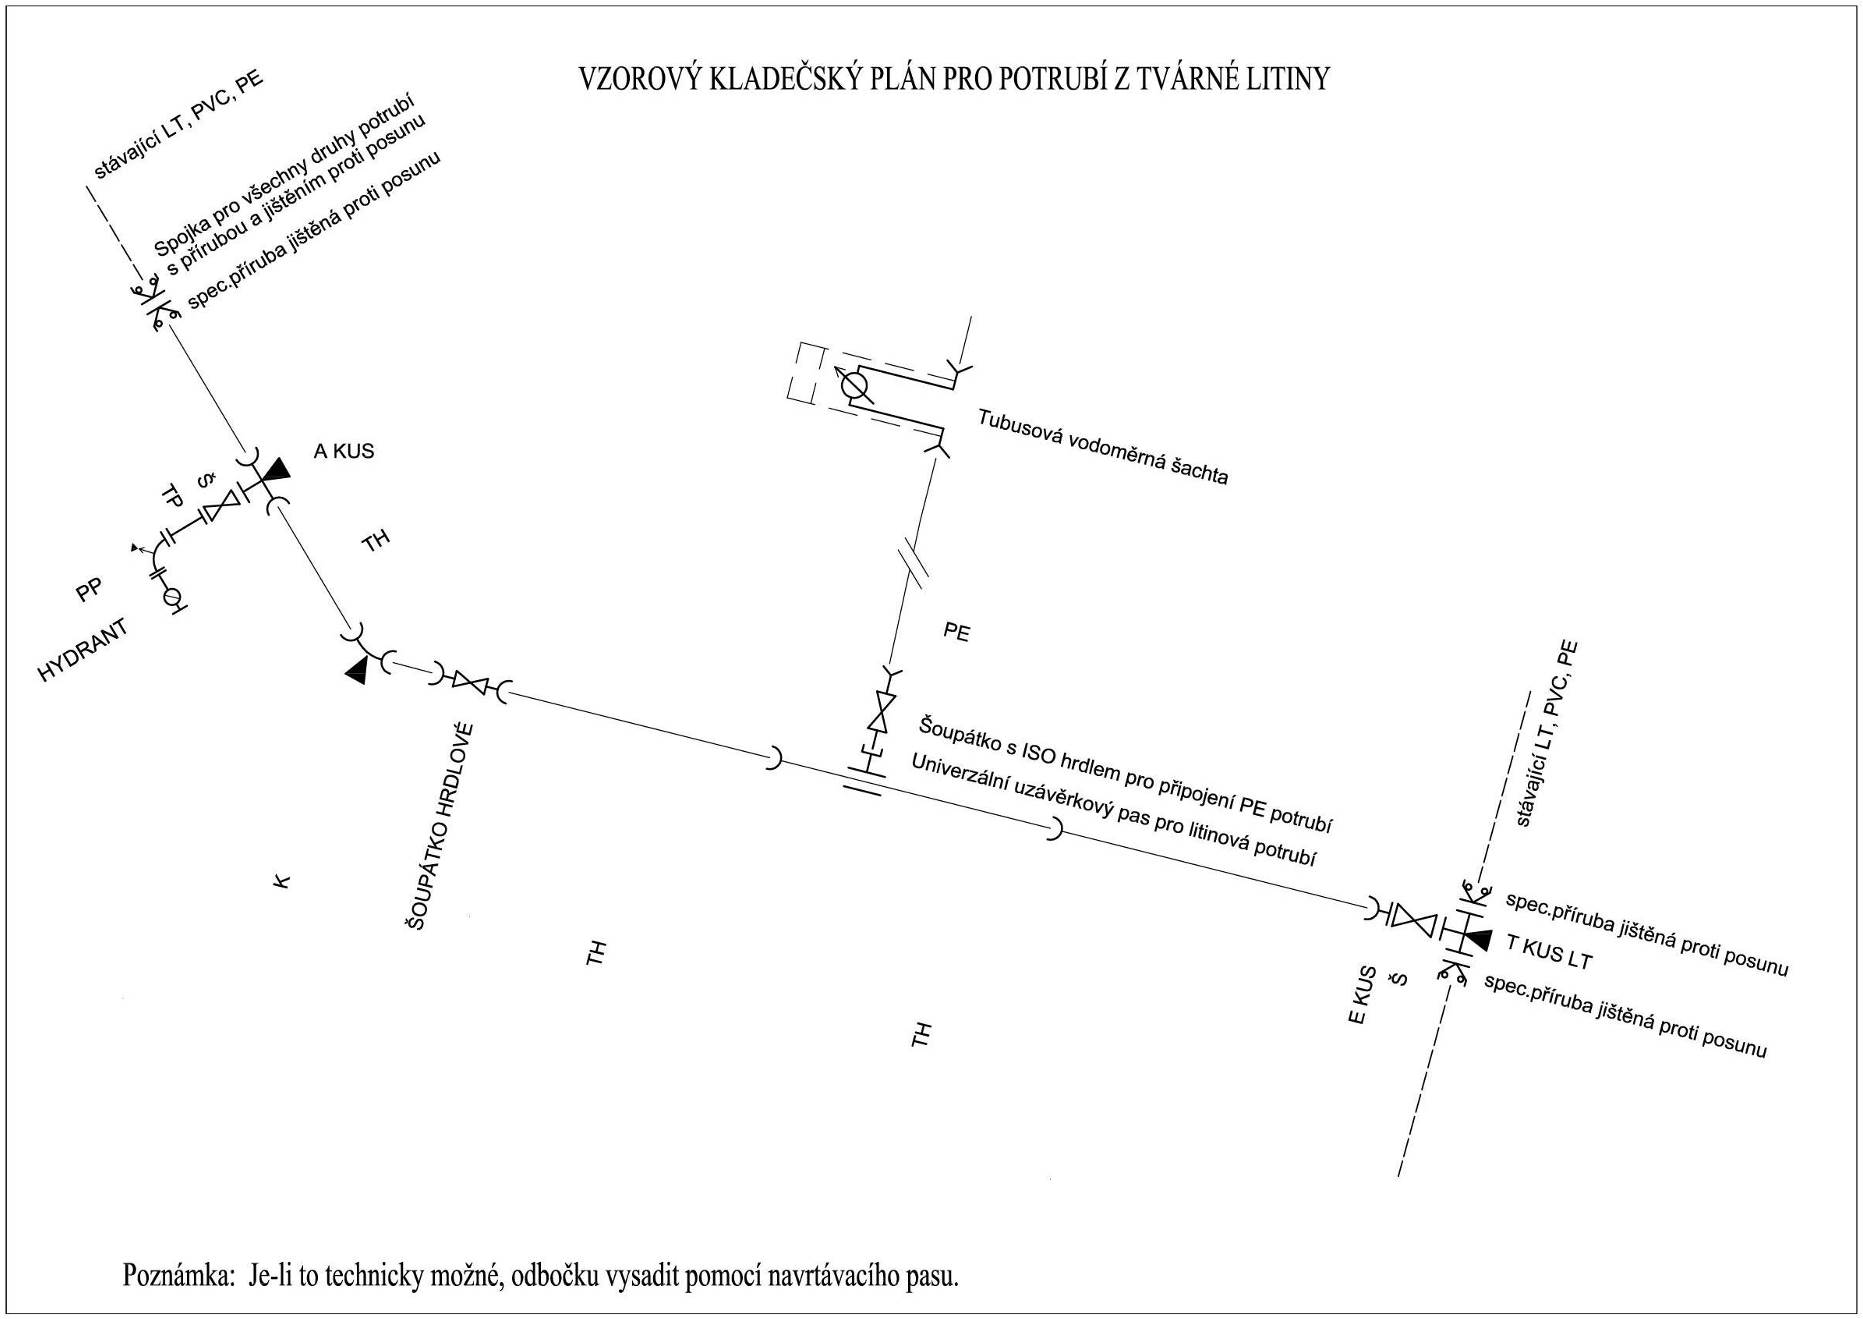 VZOROVÝ KLADEČSKÝ PLÁN PRO POTRUBÍ Z TVÁRNÉ LITINY
stávající LT, PVC, PE
Spojka pro všechny druhy potrubí
s přírubou a jištěním proti posunu
spec.příruba jištěná proti posunu
A KUS
Š
TP
TH
PP
HYDRANT
Tubusová vodoměrná šachta
PE
Šoupátko s ISO hrdlem pro připojení PE potrubí
Univerzální uzávěrkový pas pro litinová potrubí
stávající LT, PVC, PE
K
ŠOUPÁTKO HRDLOVÉ
TH
TH
E KUS
Š
spec.příruba jištěná proti posunu
T KUS LT
spec.příruba jištěná proti posunu
Poznámka: Je-li to technicky možné, odbočku vysadit pomocí navrtávacího pasu.